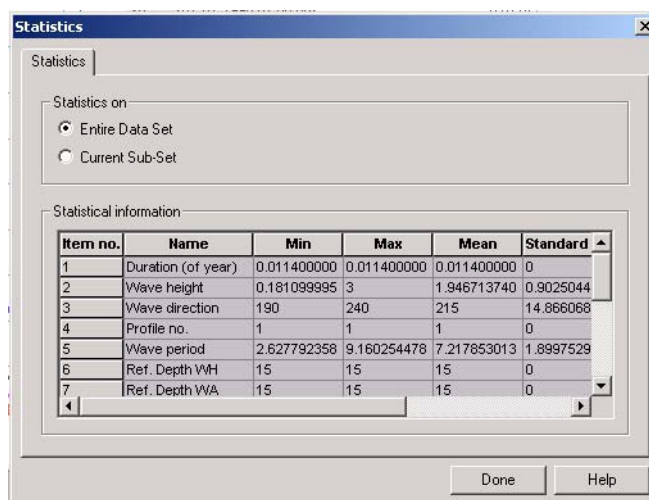 Statistics
Statistics
Statistics on
Entire Data Set
Current Sub-Set
Statistical information
Item no. Name Min Max Mean Standard
1 Duration (of year) 0.011400000 0.011400000 0.011400000 0
2 Wave height 0.181099995 3 1.946713740 0.9025044
3 Wave direction 190 240 215 14.866068
4 Profile no. 1 1 1 0
5 Wave period 2.627792358 9.160254478 7.217853013 1.8997529
6 Ref. Depth WH 15 15 15 0
7 Ref. Depth WA 15 15 15 0
Done Help